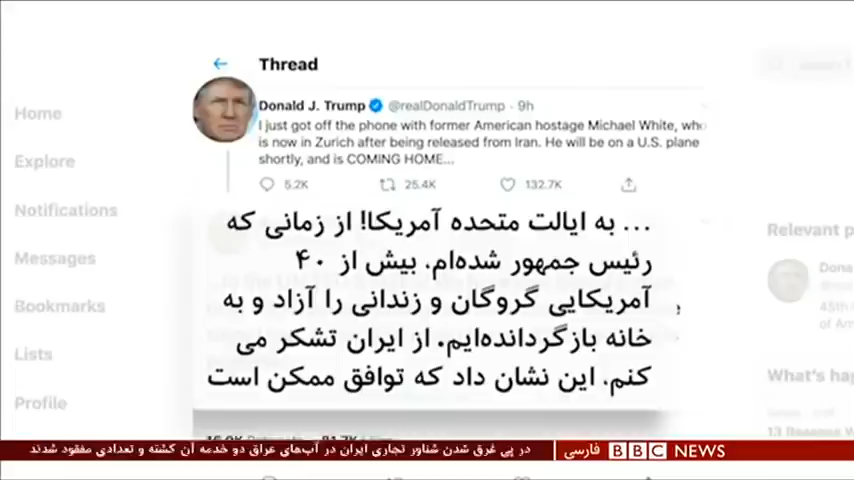 Thread
Home
Donald J. Trump @realDonaldTrump · 9h
I just got off the phone with former American hostage Michael White, who
is now in Zurich after being released from Iran. He will be on a U.S. plane
shortly, and is COMING HOME...
Explore
5.2K 25.4K 132.7K
Notifications
Messages
Bookmarks
Lists
Profile
... به ایالت متحده آمریکا! از زمانی که
رئیس جمهور شده‌ام. بیش از ۴۰
آمریکایی گروگان و زندانی را آزاد و به
خانه بازگردانده‌ایم. از ایران تشکر می
کنم. این نشان داد که توافق ممکن است
Relevant p
Dona
45th
of Am
What's hap
13 Reasons
در پی غرق شدن شناور تجاری ایران در آب‌های عراق دو خدمه آن کشته و تعدادی مفقود شدند
فارسی BBC NEWS